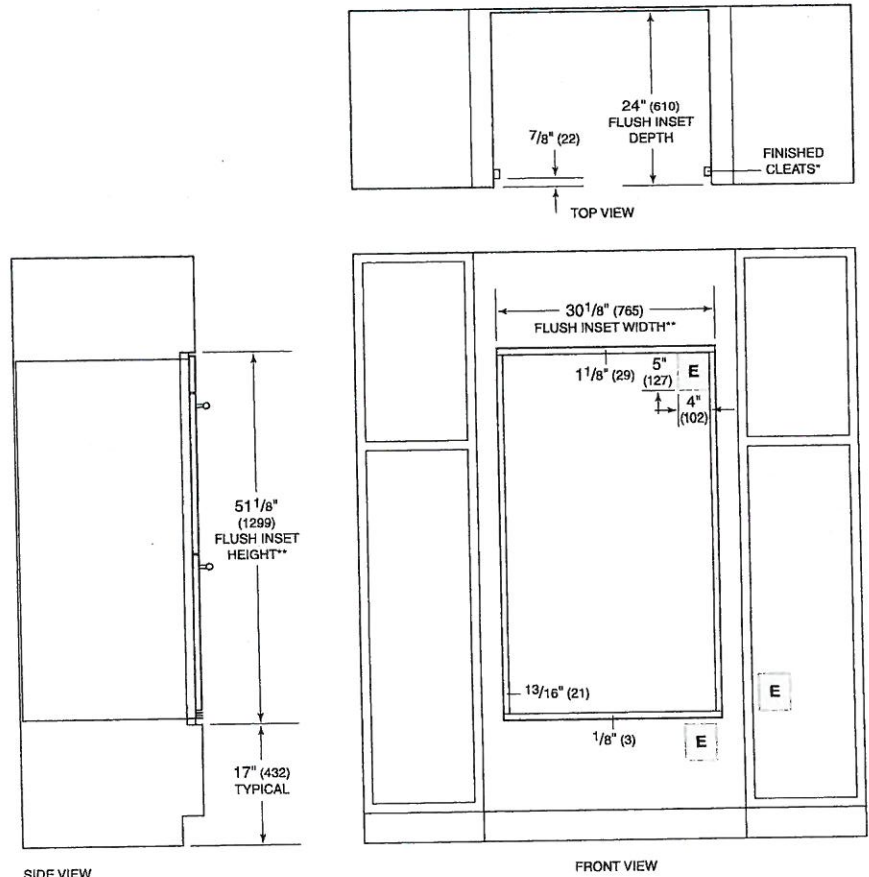 24" (610)
FLUSH INSET
DEPTH
7/8" (22)
FINISHED
CLEATS*
TOP VIEW
30 1/8" (765)
FLUSH INSET WIDTH**
1 1/8" (29)
5"
(127)
E
4"
(102)
51 1/8"
(1299)
FLUSH INSET
HEIGHT**
13/16" (21)
E
1/8" (3)
E
17" (432)
TYPICAL
SIDE VIEW
FRONT VIEW